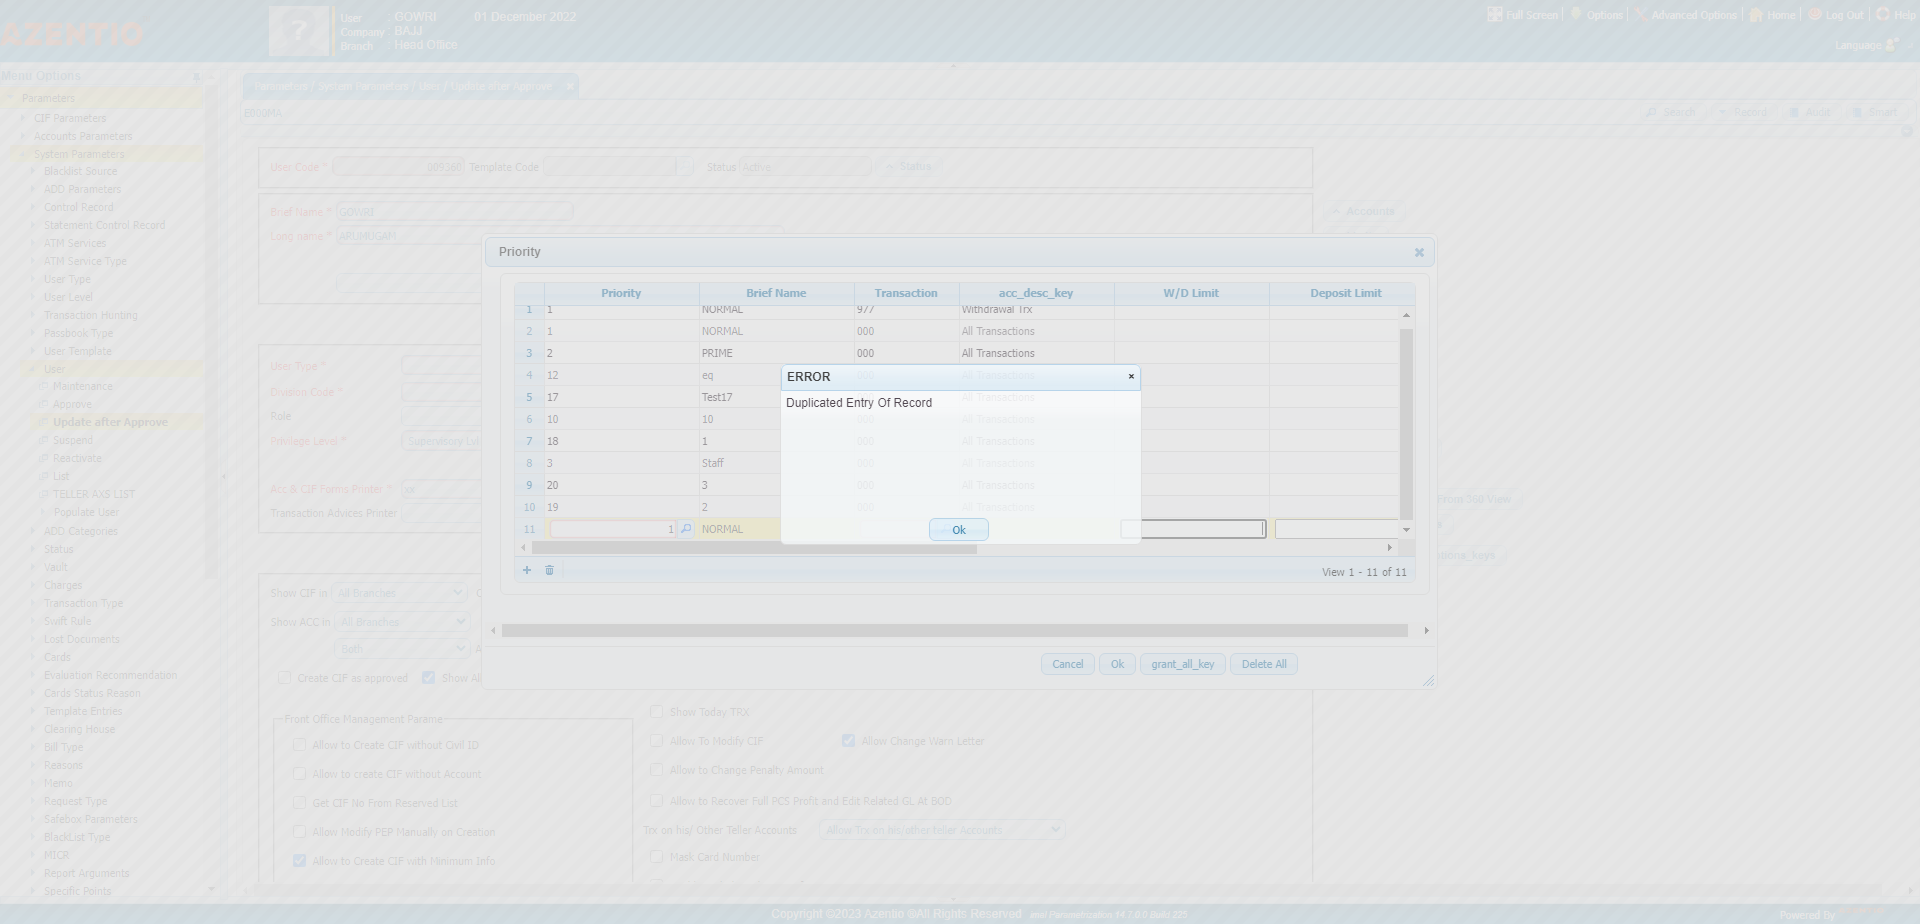 AZENTIO
User : GOWRI 01 December 2022
Company : BAJJ
Branch : Head Office
Full Screen | Options | Advanced Options | Home | Log Out | Help
Language
Menu Options
Parameters
CIF Parameters
Accounts Parameters
System Parameters
Blacklist Source
ADD Parameters
Control Record
Statement Control Record
ATM Services
ATM Service Type
User Type
User Level
Transaction Hunting
Passbook Type
User Template
User
Maintenance
Approve
Update after Approve
Suspend
Reactivate
List
TELLER AXS LIST
Populate User
ADD Categories
Status
Vault
Charges
Transaction Type
Swift Rule
Lost Documents
Cards
Evaluation Recommendation
Cards Status Reason
Template Entries
Clearing House
Bill Type
Reasons
Memo
Request Type
Safebox Parameters
BlackList Type
MICR
Report Arguments
Specific Points
Parameters / System Parameters / User / Update after Approve
E000MA
Search Record Audit Smart
User Code * 009360 Template Code Status Active Status
Brief Name * GOWRI
Accounts
Long name * ARUMUGAM
User Type *
Division Code *
Role
Privilege Level * Supervisory Lvl
Acc & CIF Forms Printer * xx
Transaction Advices Printer
From 360 View
Show CIF in All Branches
Show ACC in All Branches
Both
Create CIF as approved Show All
Priority
Priority Brief Name Transaction acc_desc_key W/D Limit Deposit Limit
1 1 NORMAL 977 Withdrawal Trx
2 1 NORMAL 000 All Transactions
3 2 PRIME 000 All Transactions
4 12 eq 000 All Transactions
5 17 Test17 000 All Transactions
6 10 10 000 All Transactions
7 18 1 000 All Transactions
8 3 Staff 000 All Transactions
9 20 3 000 All Transactions
10 19 2 000 All Transactions
11 1 NORMAL
View 1 - 11 of 11
Cancel Ok grant_all_key Delete All
ERROR
Duplicated Entry Of Record
Ok
Front Office Management Parame
Allow to Create CIF without Civil ID
Allow to create CIF without Account
Get CIF No From Reserved List
Allow Modify PEP Manually on Creation
Allow to Create CIF with Minimum Info
Show Today TRX
Allow To Modify CIF Allow Change Warn Letter
Allow to Change Penalty Amount
Allow to Recover Full PCS Profit and Edit Related GL At BOD
Trx on his/ Other Teller Accounts Allow Trx on his/other teller Accounts
Mask Card Number
Copyright ©2023 Azentio @All Rights Reserved imal Parameterization 14.7.0.0 Build 225
Powered By